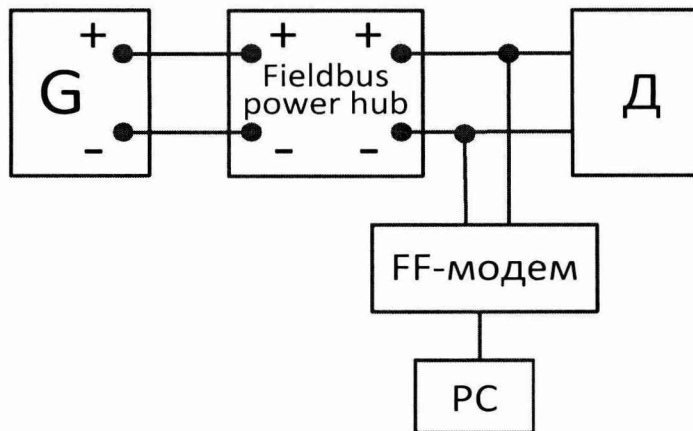 + + +
G
Fieldbus
power hub
Д
- - -
FF-модем
PC